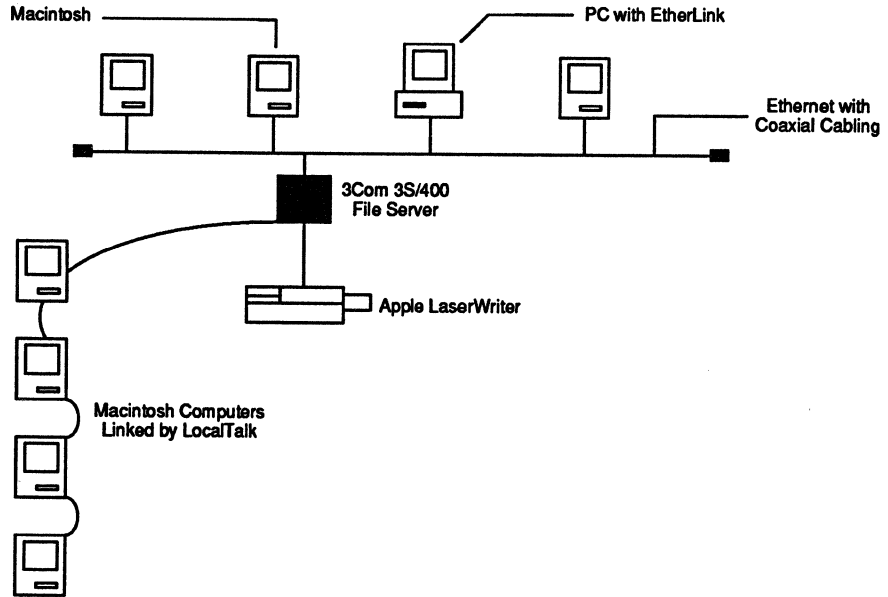 Macintosh
PC with EtherLink
Ethernet with
Coaxial Cabling
3Com 3S/400
File Server
Apple LaserWriter
Macintosh Computers
Linked by LocalTalk